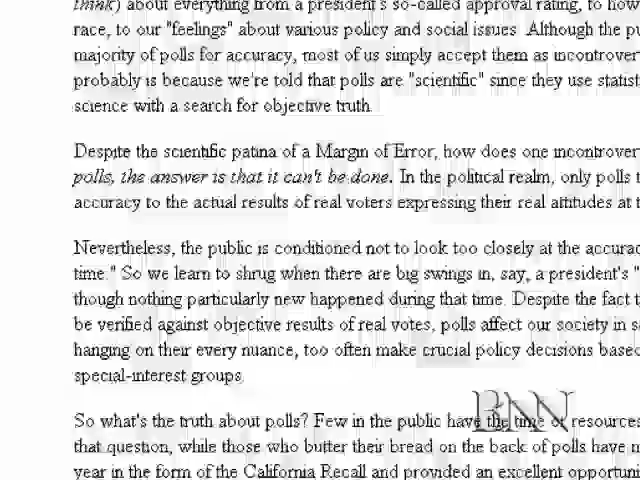 think) about everything from a president's so-called approval rating, to how
race, to our "feelings" about various policy and social issues. Although the pu
majority of polls for accuracy, most of us simply accept them as incontrover
probably is because we're told that polls are "scientific" since they use statist
science with a search for objective truth.
Despite the scientific patina of a Margin of Error, how does one incontrover
polls, the answer is that it can't be done. In the political realm, only polls t
accuracy to the actual results of real voters expressing their real attitudes at t
Nevertheless, the public is conditioned not to look too closely at the accurac
time." So we learn to shrug when there are big swings in, say, a president's "
though nothing particularly new happened during that time. Despite the fact t
be verified against objective results of real votes, polls affect our society in s
hanging on their every nuance, too often make crucial policy decisions based
special-interest groups.
So what's the truth about polls? Few in the public have the time or resources
that question, while those who butter their bread on the back of polls have n
year in the form of the California Recall and provided an excellent opportuni
BNN